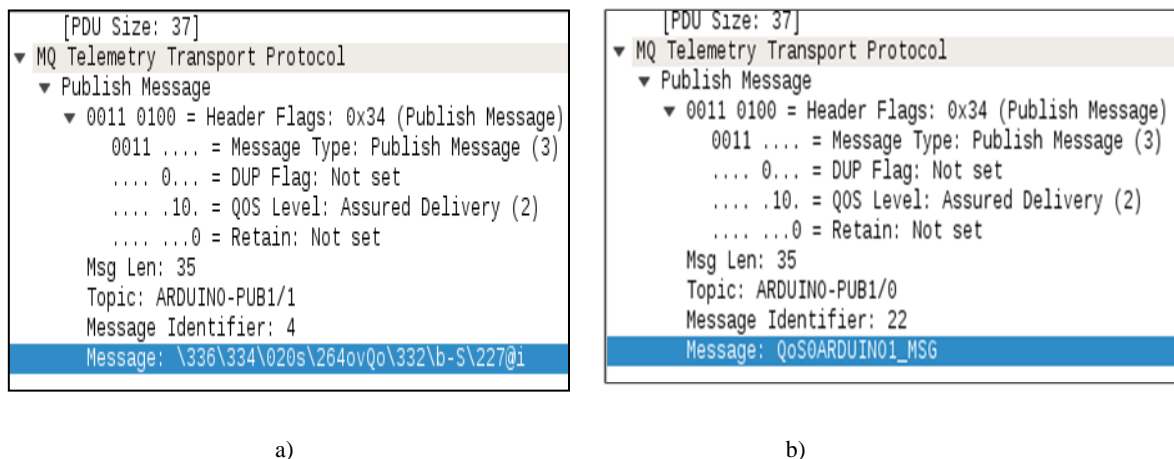 [PDU Size: 37]
▼ MQ Telemetry Transport Protocol
▼ Publish Message
▼ 0011 0100 = Header Flags: 0x34 (Publish Message)
0011 .... = Message Type: Publish Message (3)
.... 0... = DUP Flag: Not set
.... .10. = QOS Level: Assured Delivery (2)
.... ...0 = Retain: Not set
Msg Len: 35
Topic: ARDUINO-PUB1/1
Message Identifier: 4
Message: \336\334\020s\264ovQo\332\b-S\227@i
a)
[PDU Size: 37]
▼ MQ Telemetry Transport Protocol
▼ Publish Message
▼ 0011 0100 = Header Flags: 0x34 (Publish Message)
0011 .... = Message Type: Publish Message (3)
.... 0... = DUP Flag: Not set
.... .10. = QOS Level: Assured Delivery (2)
.... ...0 = Retain: Not set
Msg Len: 35
Topic: ARDUINO-PUB1/0
Message Identifier: 22
Message: QoS0ARDUINO1_MSG
b)